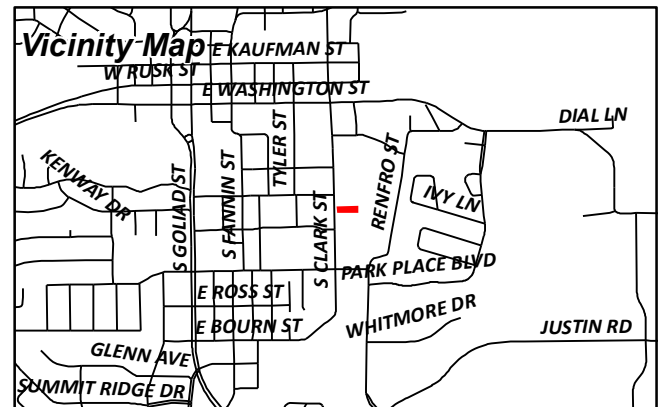 Vicinity Map
E KAUFMAN ST
W RUSK ST
E WASHINGTON ST
DIAL LN
TYLER ST
KENWAY DR
S GOLIAD ST
S FANNIN ST
S CLARK ST
RENFRO ST
IVY LN
PARK PLACE BLVD
E ROSS ST
E BOURN ST
WHITMORE DR
JUSTIN RD
GLENN AVE
SUMMIT RIDGE DR